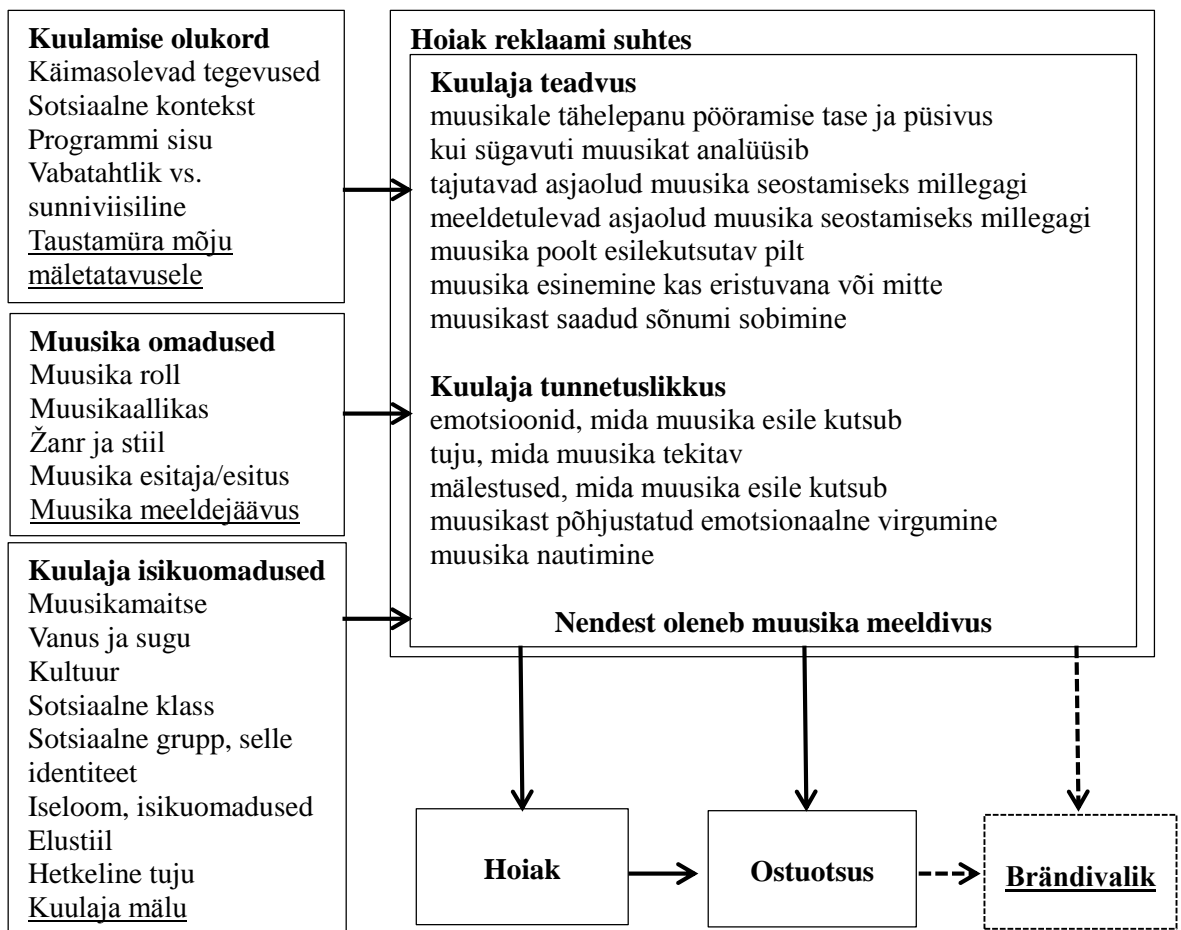 Kuulamise olukord
Käimasolevad tegevused
Sotsiaalne kontekst
Programmi sisu
Vabatahtlik vs.
sunniviisiline
Taustamüra mõju
mäletatavusele
Muusika omadused
Muusika roll
Muusikaallikas
Žanr ja stiil
Muusika esitaja/esitus
Muusika meeldejäävus
Kuulaja isikuomadused
Muusikamaitse
Vanus ja sugu
Kultuur
Sotsiaalne klass
Sotsiaalne grupp, selle
identiteet
Iseloom, isikuomadused
Elustiil
Hetkeline tuju
Kuulaja mälu
Hoiak reklaami suhtes
Kuulaja teadvus
muusikale tähelepanu pööramise tase ja püsivus
kui sügavuti muusikat analüüsib
tajutavad asjaolud muusika seostamiseks millegagi
meeldetulevad asjaolud muusika seostamiseks millegagi
muusika poolt esilekutsutav pilt
muusika esinemine kas eristuvana või mitte
muusikast saadud sõnumi sobimine
Kuulaja tunnetuslikkus
emotsioonid, mida muusika esile kutsub
tuju, mida muusika tekitav
mälestused, mida muusika esile kutsub
muusikast põhjustatud emotsionaalne virgumine
muusika nautimine
Nendest oleneb muusika meeldivus
Hoiak
Ostuotsus
Brändivalik